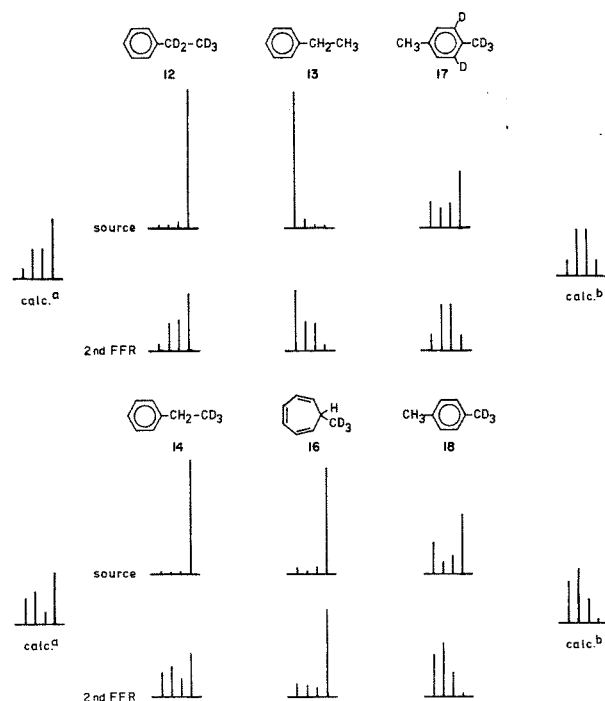 D
CD2-CD3 CH2-CH3 CH3 CD3
D
12 13 17
source
calc.a calc.b
2nd FFR
CH2-CD3 H CD3 CH3 CD3
14 16 18
source
calc.a calc.b
2nd FFR